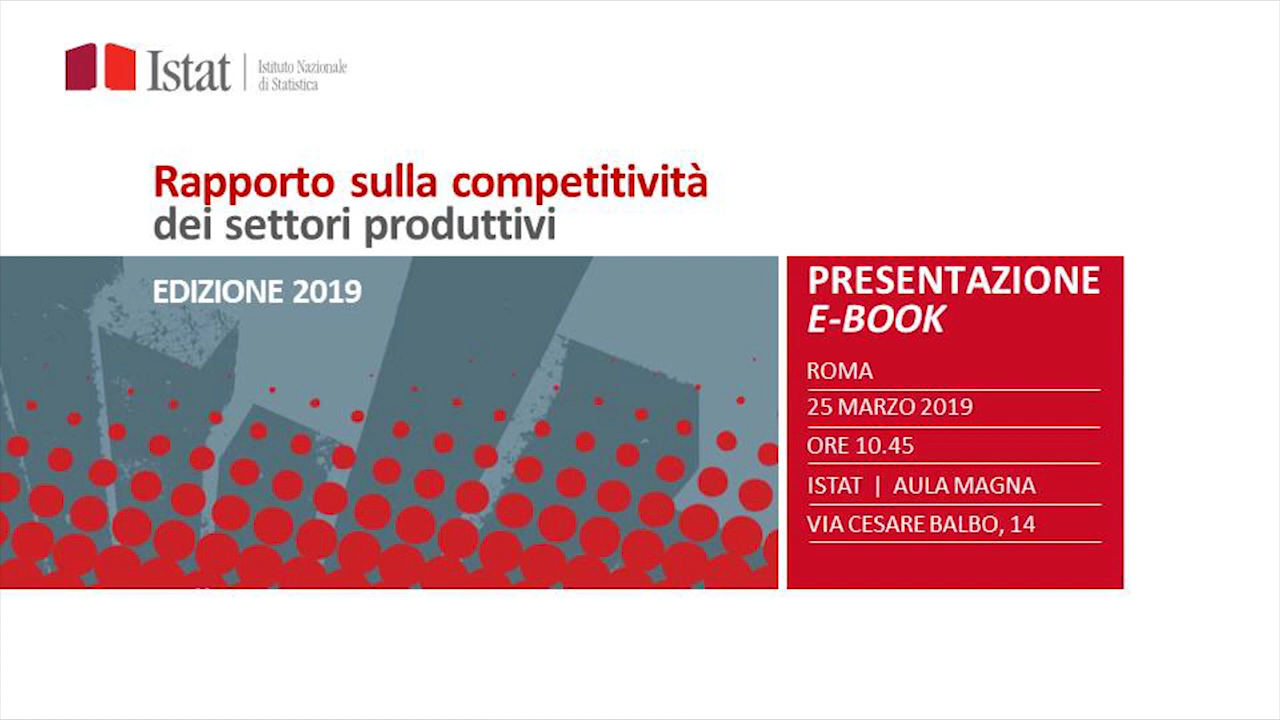 Istat
Istituto Nazionale
di Statistica
Rapporto sulla competitività
dei settori produttivi
EDIZIONE 2019
PRESENTAZIONE
E-BOOK
ROMA
25 MARZO 2019
ORE 10.45
ISTAT | AULA MAGNA
VIA CESARE BALBO, 14